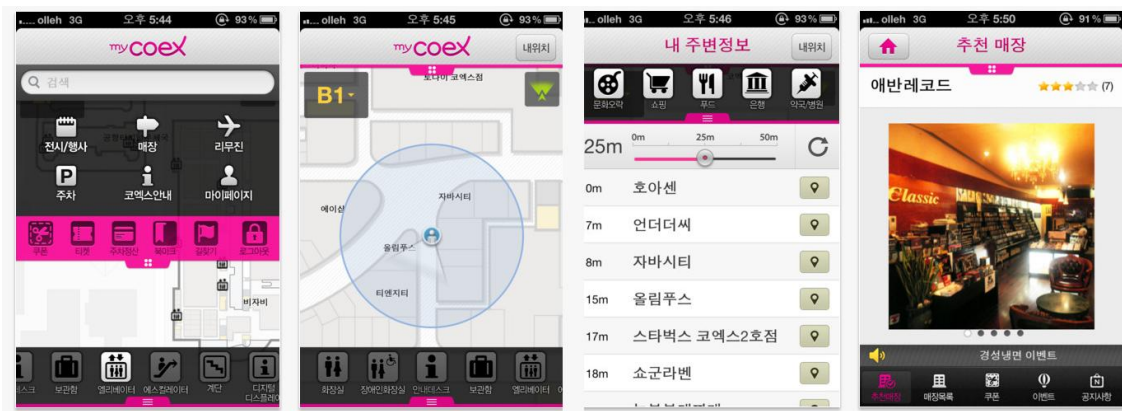 olleh 3G 오후 5:44 93%
mycoex
검색
전시/행사 매장 리무진
주차 코엑스안내 마이페이지
쿠폰 티켓 주차정산 북마크 길찾기 로그아웃
비자비
보관함 엘리베이터 에스컬레이터 계단 디지털
디스플레이
olleh 3G 오후 5:45 93%
mycoex 내위치
코엑스점
B1
자바시티
에이샵
올림푸스
티엔지티
화장실 장애인화장실 안내데스크 보관함 엘리베이터
olleh 3G 오후 5:46 93%
내 주변정보 내위치
문화오락 쇼핑 푸드 은행 약국/병원
25m 0m 25m 50m
0m 호아센
7m 언더더씨
8m 자바시티
15m 올림푸스
17m 스타벅스 코엑스2호점
18m 쇼군라벤
olleh 3G 오후 5:50 91%
추천 매장
애반레코드 (7)
Classic
경성냉면 이벤트
추천매장 매장목록 쿠폰 이벤트 공지사항